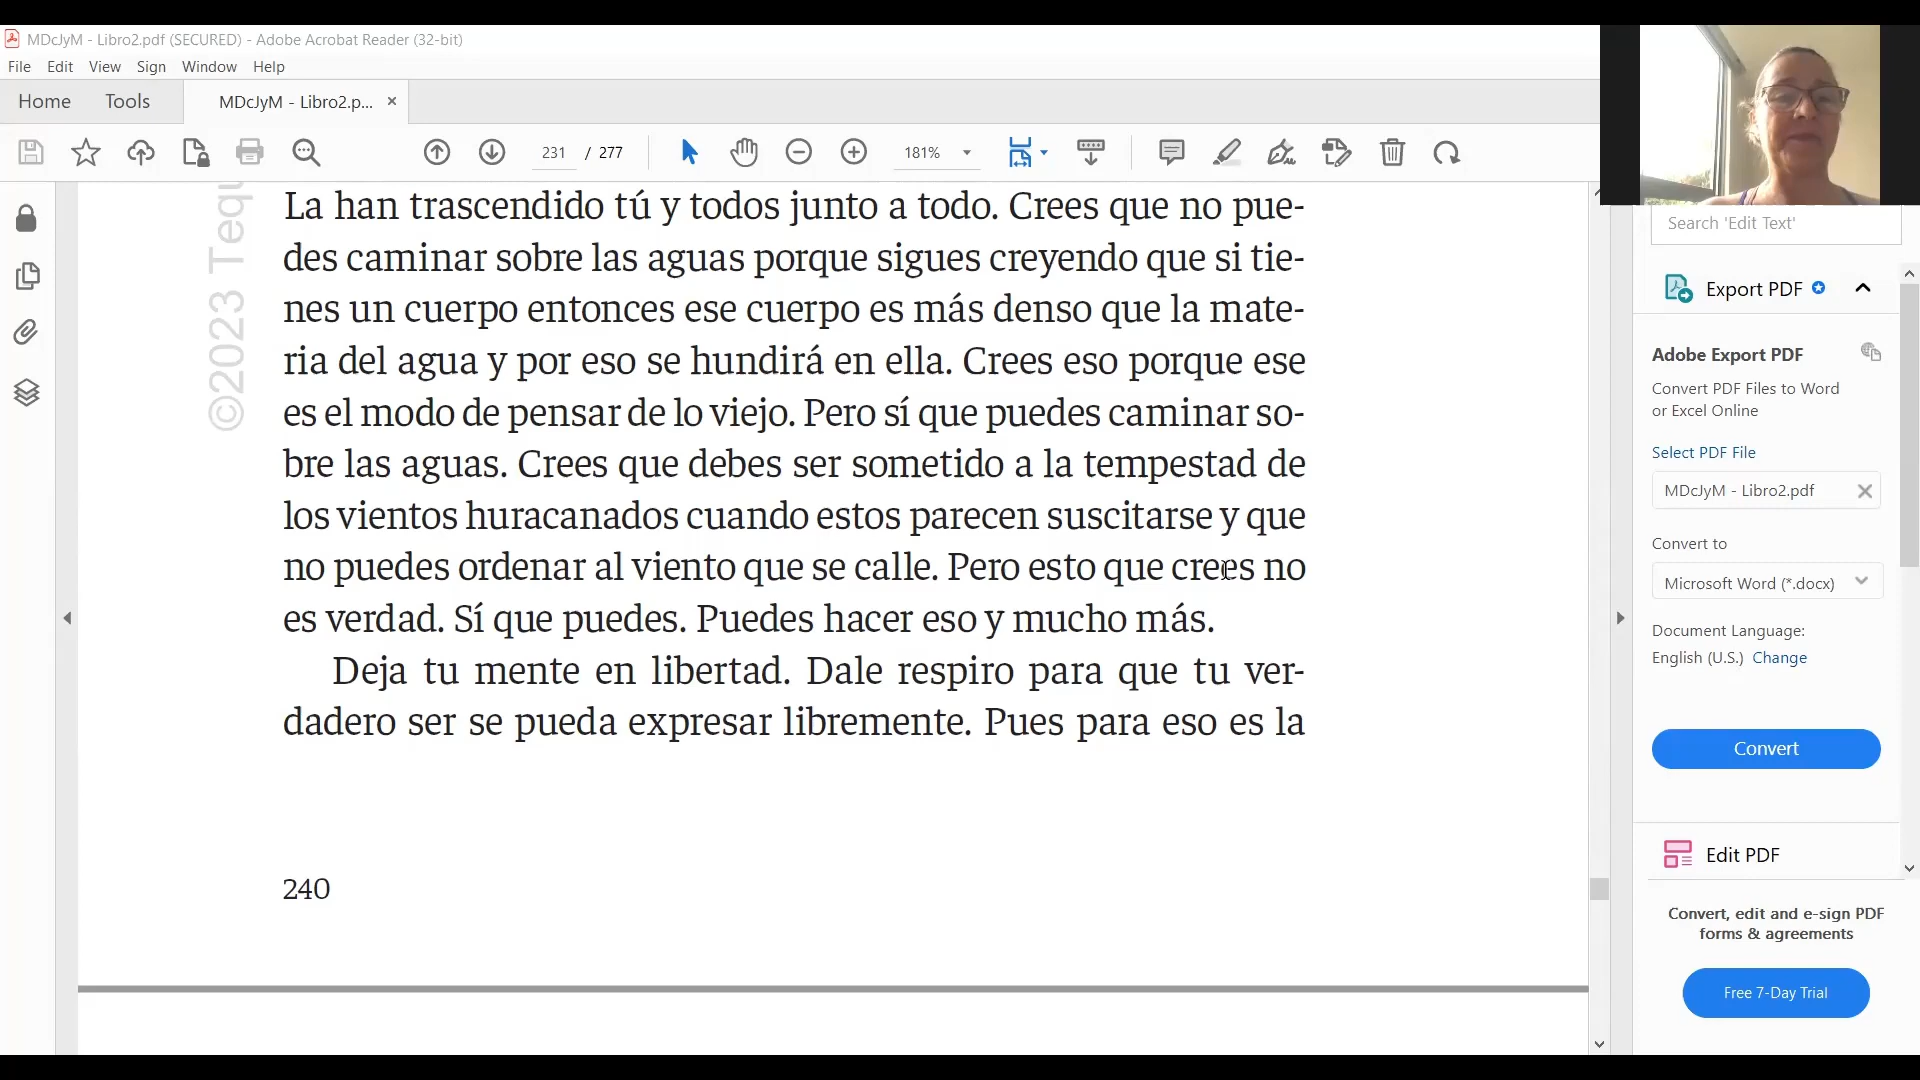 MDcJyM - Libro2.pdf (SECURED) - Adobe Acrobat Reader (32-bit)
File Edit View Sign Window Help
Home Tools MDcJyM - Libro2.p... ×
231 / 277 181%
©2023 Tequ
La han trascendido tú y todos junto a todo. Crees que no pue-
des caminar sobre las aguas porque sigues creyendo que si tie-
nes un cuerpo entonces ese cuerpo es más denso que la mate-
ria del agua y por eso se hundirá en ella. Crees eso porque ese
es el modo de pensar de lo viejo. Pero sí que puedes caminar so-
bre las aguas. Crees que debes ser sometido a la tempestad de
los vientos huracanados cuando estos parecen suscitarse y que
no puedes ordenar al viento que se calle. Pero esto que crees no
es verdad. Sí que puedes. Puedes hacer eso y mucho más.
Deja tu mente en libertad. Dale respiro para que tu ver-
dadero ser se pueda expresar libremente. Pues para eso es la
240
Search 'Edit Text'
Export PDF
Adobe Export PDF
Convert PDF Files to Word
or Excel Online
Select PDF File
MDcJyM - Libro2.pdf
Convert to
Microsoft Word (*.docx)
Document Language:
English (U.S.) Change
Convert
Edit PDF
Convert, edit and e-sign PDF
forms & agreements
Free 7-Day Trial